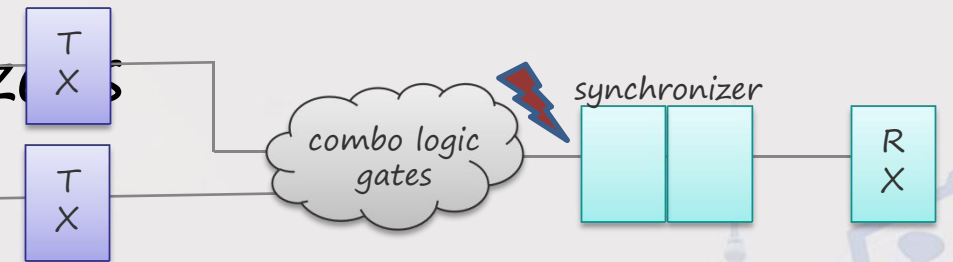 T
X
combo logic
gates
T
X
synchronizer
R
X